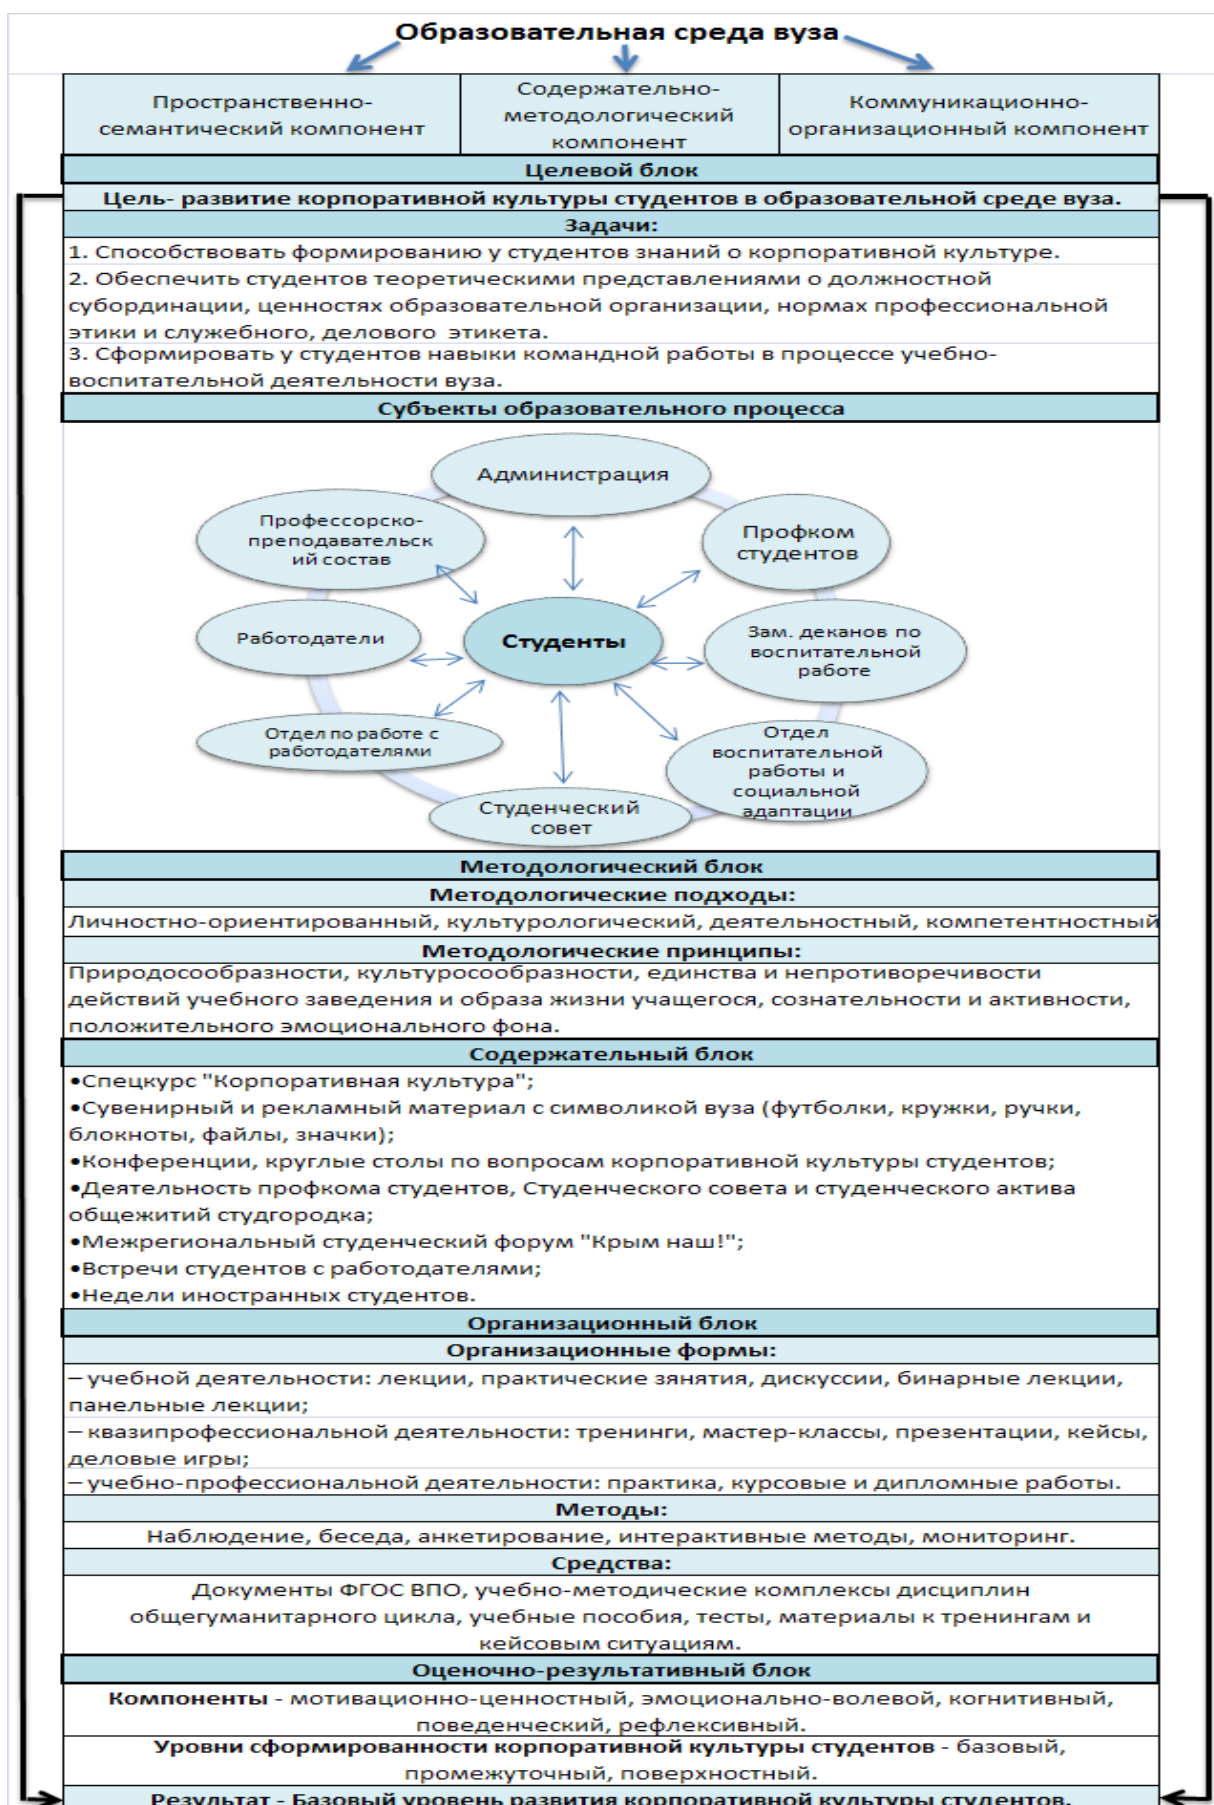 Образовательная среда вуза
Пространственно-
семантический компонент
Содержательно-
методологический
компонент
Коммуникационно-
организационный компонент
Целевой блок
Цель- развитие корпоративной культуры студентов в образовательной среде вуза.
Задачи:
1. Способствовать формированию у студентов знаний о корпоративной культуре.
2. Обеспечить студентов теоретическими представлениями о должностной
субординации, ценностях образовательной организации, нормах профессиональной
этики и служебного, делового этикета.
3. Сформировать у студентов навыки командной работы в процессе учебно-
воспитательной деятельности вуза.
Субъекты образовательного процесса
Администрация
Профессорско-
преподавательск
ий состав
Профком
студентов
Работодатели
Студенты
Зам. деканов по
воспитательной
работе
Отдел по работе с
работодателями
Отдел
воспитательной
работы и
социальной
адаптации
Студенческий
совет
Методологический блок
Методологические подходы:
Личностно-ориентированный, культурологический, деятельностный, компетентностный
Методологические принципы:
Природосообразности, культуросообразности, единства и непротиворечивости
действий учебного заведения и образа жизни учащегося, сознательности и активности,
положительного эмоционального фона.
Содержательный блок
•Спецкурс "Корпоративная культура";
•Сувенирный и рекламный материал с символикой вуза (футболки, кружки, ручки,
блокноты, файлы, значки);
•Конференции, круглые столы по вопросам корпоративной культуры студентов;
•Деятельность профкома студентов, Студенческого совета и студенческого актива
общежитий студгородка;
•Межрегиональный студенческий форум "Крым наш!";
•Встречи студентов с работодателями;
•Недели иностранных студентов.
Организационный блок
Организационные формы:
– учебной деятельности: лекции, практические зянятия, дискуссии, бинарные лекции,
панельные лекции;
– квазипрофессиональной деятельности: тренинги, мастер-классы, презентации, кейсы,
деловые игры;
– учебно-профессиональной деятельности: практика, курсовые и дипломные работы.
Методы:
Наблюдение, беседа, анкетирование, интерактивные методы, мониторинг.
Средства:
Документы ФГОС ВПО, учебно-методические комплексы дисциплин
общегуманитарного цикла, учебные пособия, тесты, материалы к тренингам и
кейсовым ситуациям.
Оценочно-результативный блок
Компоненты - мотивационно-ценностный, эмоционально-волевой, когнитивный,
поведенческий, рефлексивный.
Уровни сформированности корпоративной культуры студентов - базовый,
промежуточный, поверхностный.
Результат - Базовый уровень развития корпоративной культуры студентов.